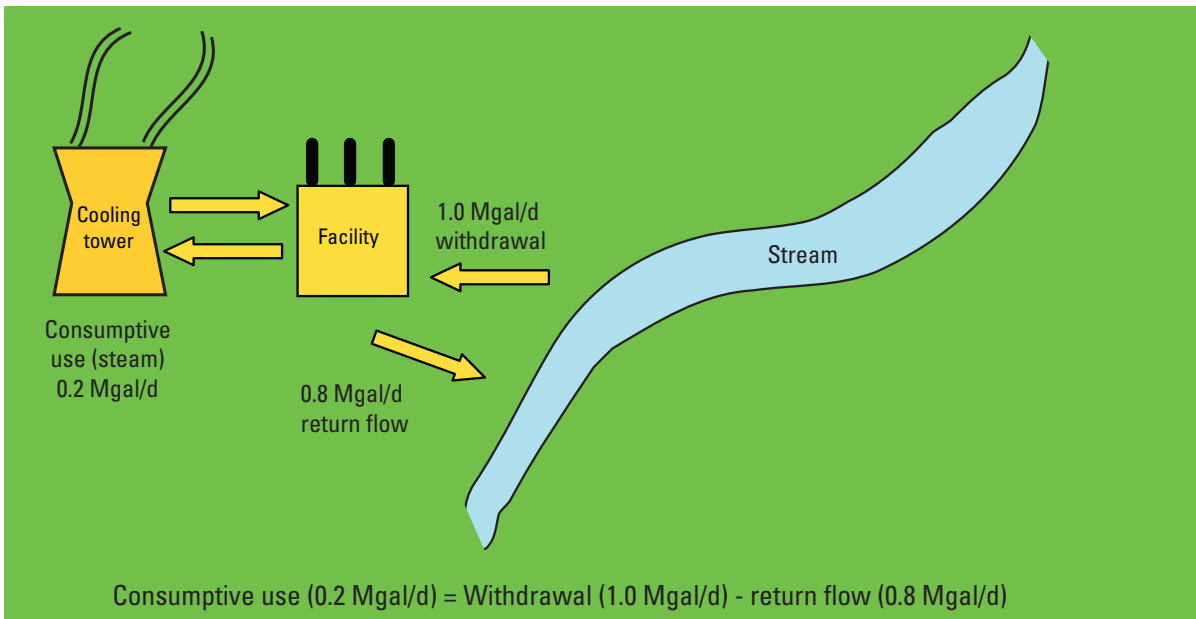 Cooling
tower
Facility
1.0 Mgal/d
withdrawal
Stream
Consumptive
use (steam)
0.2 Mgal/d
0.8 Mgal/d
return flow
Consumptive use (0.2 Mgal/d) = Withdrawal (1.0 Mgal/d) - return flow (0.8 Mgal/d)